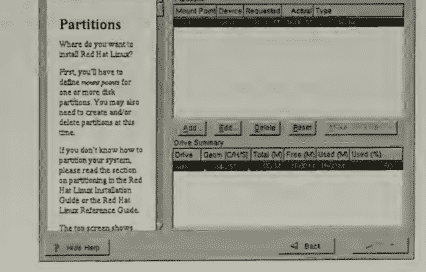 Partitions
Where do you want to
install Red Hat Linux?
First, you'll have to
define mount points for
one or more disk
partitions. You may also
need to create and/or
delete partitions at this
time.
If you don't know how to
partition your system,
please read the section
on partitioning in the Red
Hat Linux Installation
Guide or the Red Hat
Linux Reference Guide.
The top screen shows
Mount Point Device Requested Actual Type
Add... Edit... Delete Reset
Drive Summary
Drive Geom [C/H/S] Total (M) Free (M) Used (M) Used (%)
? Hide Help
Back